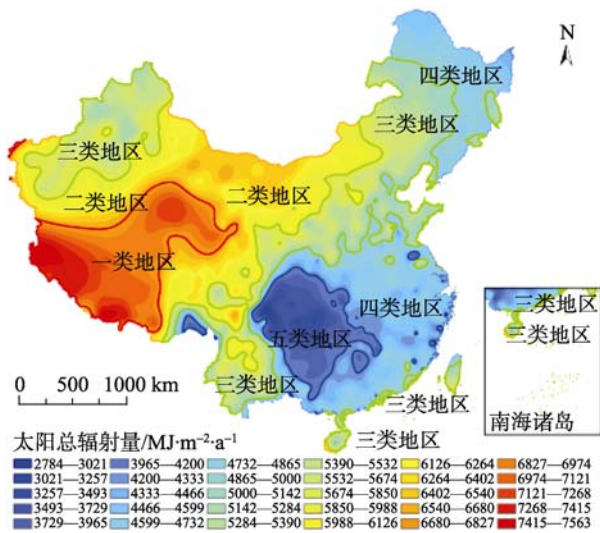 N
四类地区
三类地区
三类地区
二类地区
二类地区
一类地区
四类地区
五类地区
三类地区
三类地区
三类地区
三类地区
三类地区
南海诸岛
0 500 1000 km
太阳总辐射量/MJ·m⁻²·a⁻¹
2784—3021 3965—4200 4732—4865 5390—5532 6126—6264 6827—6974
3021—3257 4200—4333 4865—5000 5532—5674 6264—6402 6974—7121
3257—3493 4333—4466 5000—5142 5674—5850 6402—6540 7121—7268
3493—3729 4466—4599 5142—5284 5850—5988 6540—6680 7268—7415
3729—3965 4599—4732 5284—5390 5988—6126 6680—6827 7415—7563